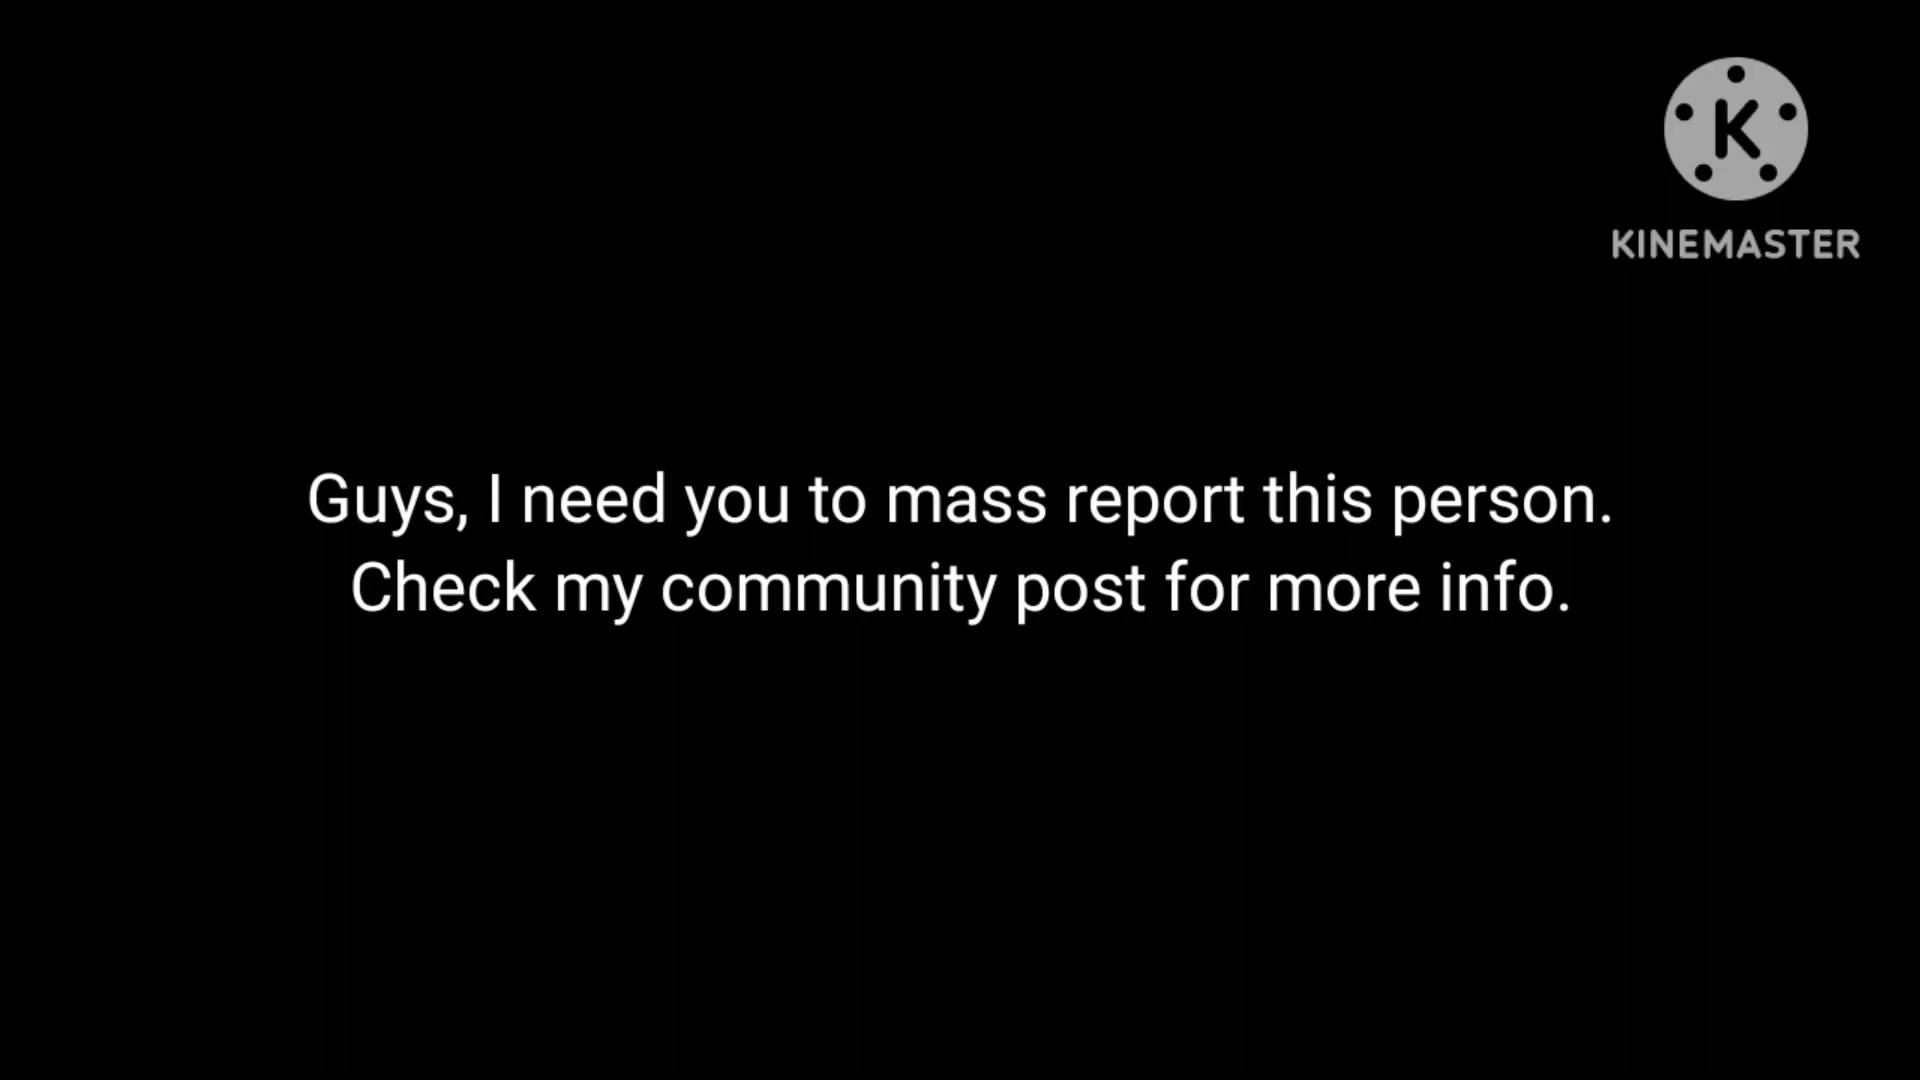 K
KINEMASTER
Guys, I need you to mass report this person.
Check my community post for more info.